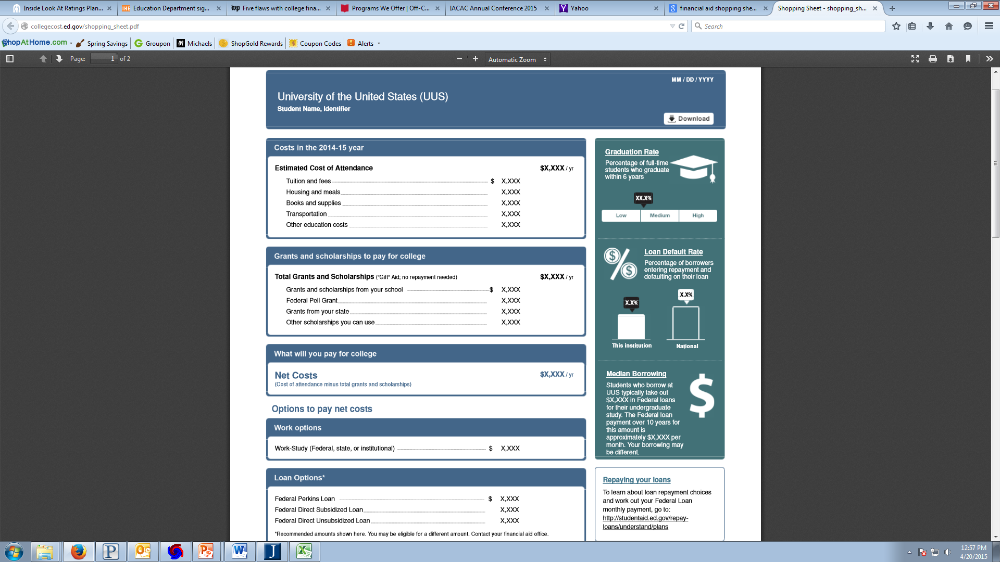 Inside Look At Ratings Plan...
Education Department sig...
Five flaws with college fina...
Programs We Offer | Off-C...
IACAC Annual Conference 2015
Yahoo
financial aid shopping she...
Shopping Sheet - shopping_sh...
collegecost.ed.gov/shopping_sheet.pdf
Search
ShopAtHome.com
Spring Savings
Groupon
Michaels
ShopGold Rewards
Coupon Codes
Alerts
Page: 1 of 2
Automatic Zoom
MM / DD / YYYY
University of the United States (UUS)
Student Name, Identifier
Download
Costs in the 2014-15 year
Estimated Cost of Attendance $X,XXX / yr
Tuition and fees $ X,XXX
Housing and meals X,XXX
Books and supplies X,XXX
Transportation X,XXX
Other education costs X,XXX
Grants and scholarships to pay for college
Total Grants and Scholarships ("Gift" Aid; no repayment needed) $X,XXX / yr
Grants and scholarships from your school $ X,XXX
Federal Pell Grant X,XXX
Grants from your state X,XXX
Other scholarships you can use X,XXX
What will you pay for college
Net Costs $X,XXX / yr
(Cost of attendance minus total grants and scholarships)
Options to pay net costs
Work options
Work-Study (Federal, state, or institutional) $ X,XXX
Loan Options*
Federal Perkins Loan $ X,XXX
Federal Direct Subsidized Loan X,XXX
Federal Direct Unsubsidized Loan X,XXX
*Recommended amounts shown here. You may be eligible for a different amount. Contact your financial aid office.
Graduation Rate
Percentage of full-time
students who graduate
within 6 years
XX.X%
Low Medium High
Loan Default Rate
Percentage of borrowers
entering repayment and
defaulting on their loan
X.X%
X.X%
This institution National
Median Borrowing
Students who borrow at
UUS typically take out
$X,XXX in Federal loans
for their undergraduate
study. The Federal loan
payment over 10 years for
this amount is
approximately $X,XXX per
month. Your borrowing may
be different.
Repaying your loans
To learn about loan repayment choices
and work out your Federal Loan
monthly payment, go to:
http://studentaid.ed.gov/repay-
loans/understand/plans
12:57 PM
4/20/2015